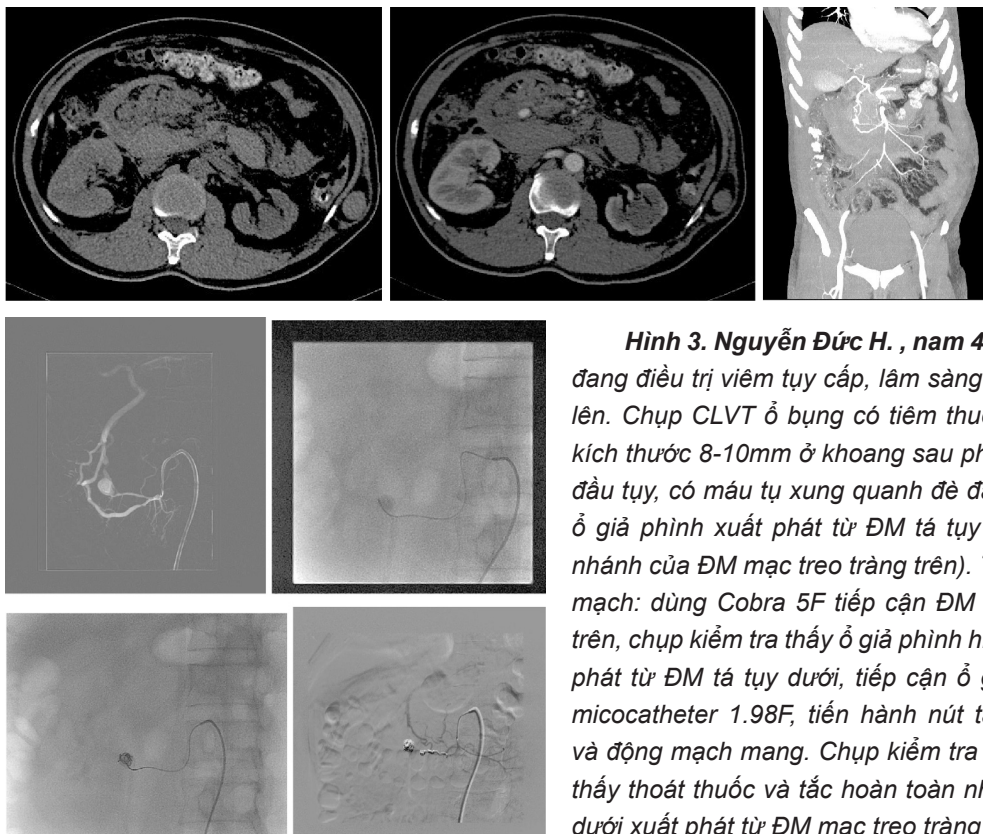 Hình 3. Nguyễn Đức H. , nam 4
đang điều trị viêm tụy cấp, lâm sàng
lên. Chụp CLVT ổ bụng có tiêm
kích thước 8-10mm ở khoang sau
đầu tụy, có máu tụ xung quanh đè
ổ giả phình xuất phát từ ĐM tá tụy
nhánh của ĐM mạc treo tràng trên).
mạch: dùng Cobra 5F tiếp cận ĐM
trên, chụp kiểm tra thấy ổ giả phình
phát từ ĐM tá tụy dưới, tiếp cận ổ
micocatheter 1.98F, tiến hành nút
và động mạch mang. Chụp kiểm tra
thấy thoát thuốc và tắc hoàn toàn
dưới xuất phát từ ĐM mạc treo tràng